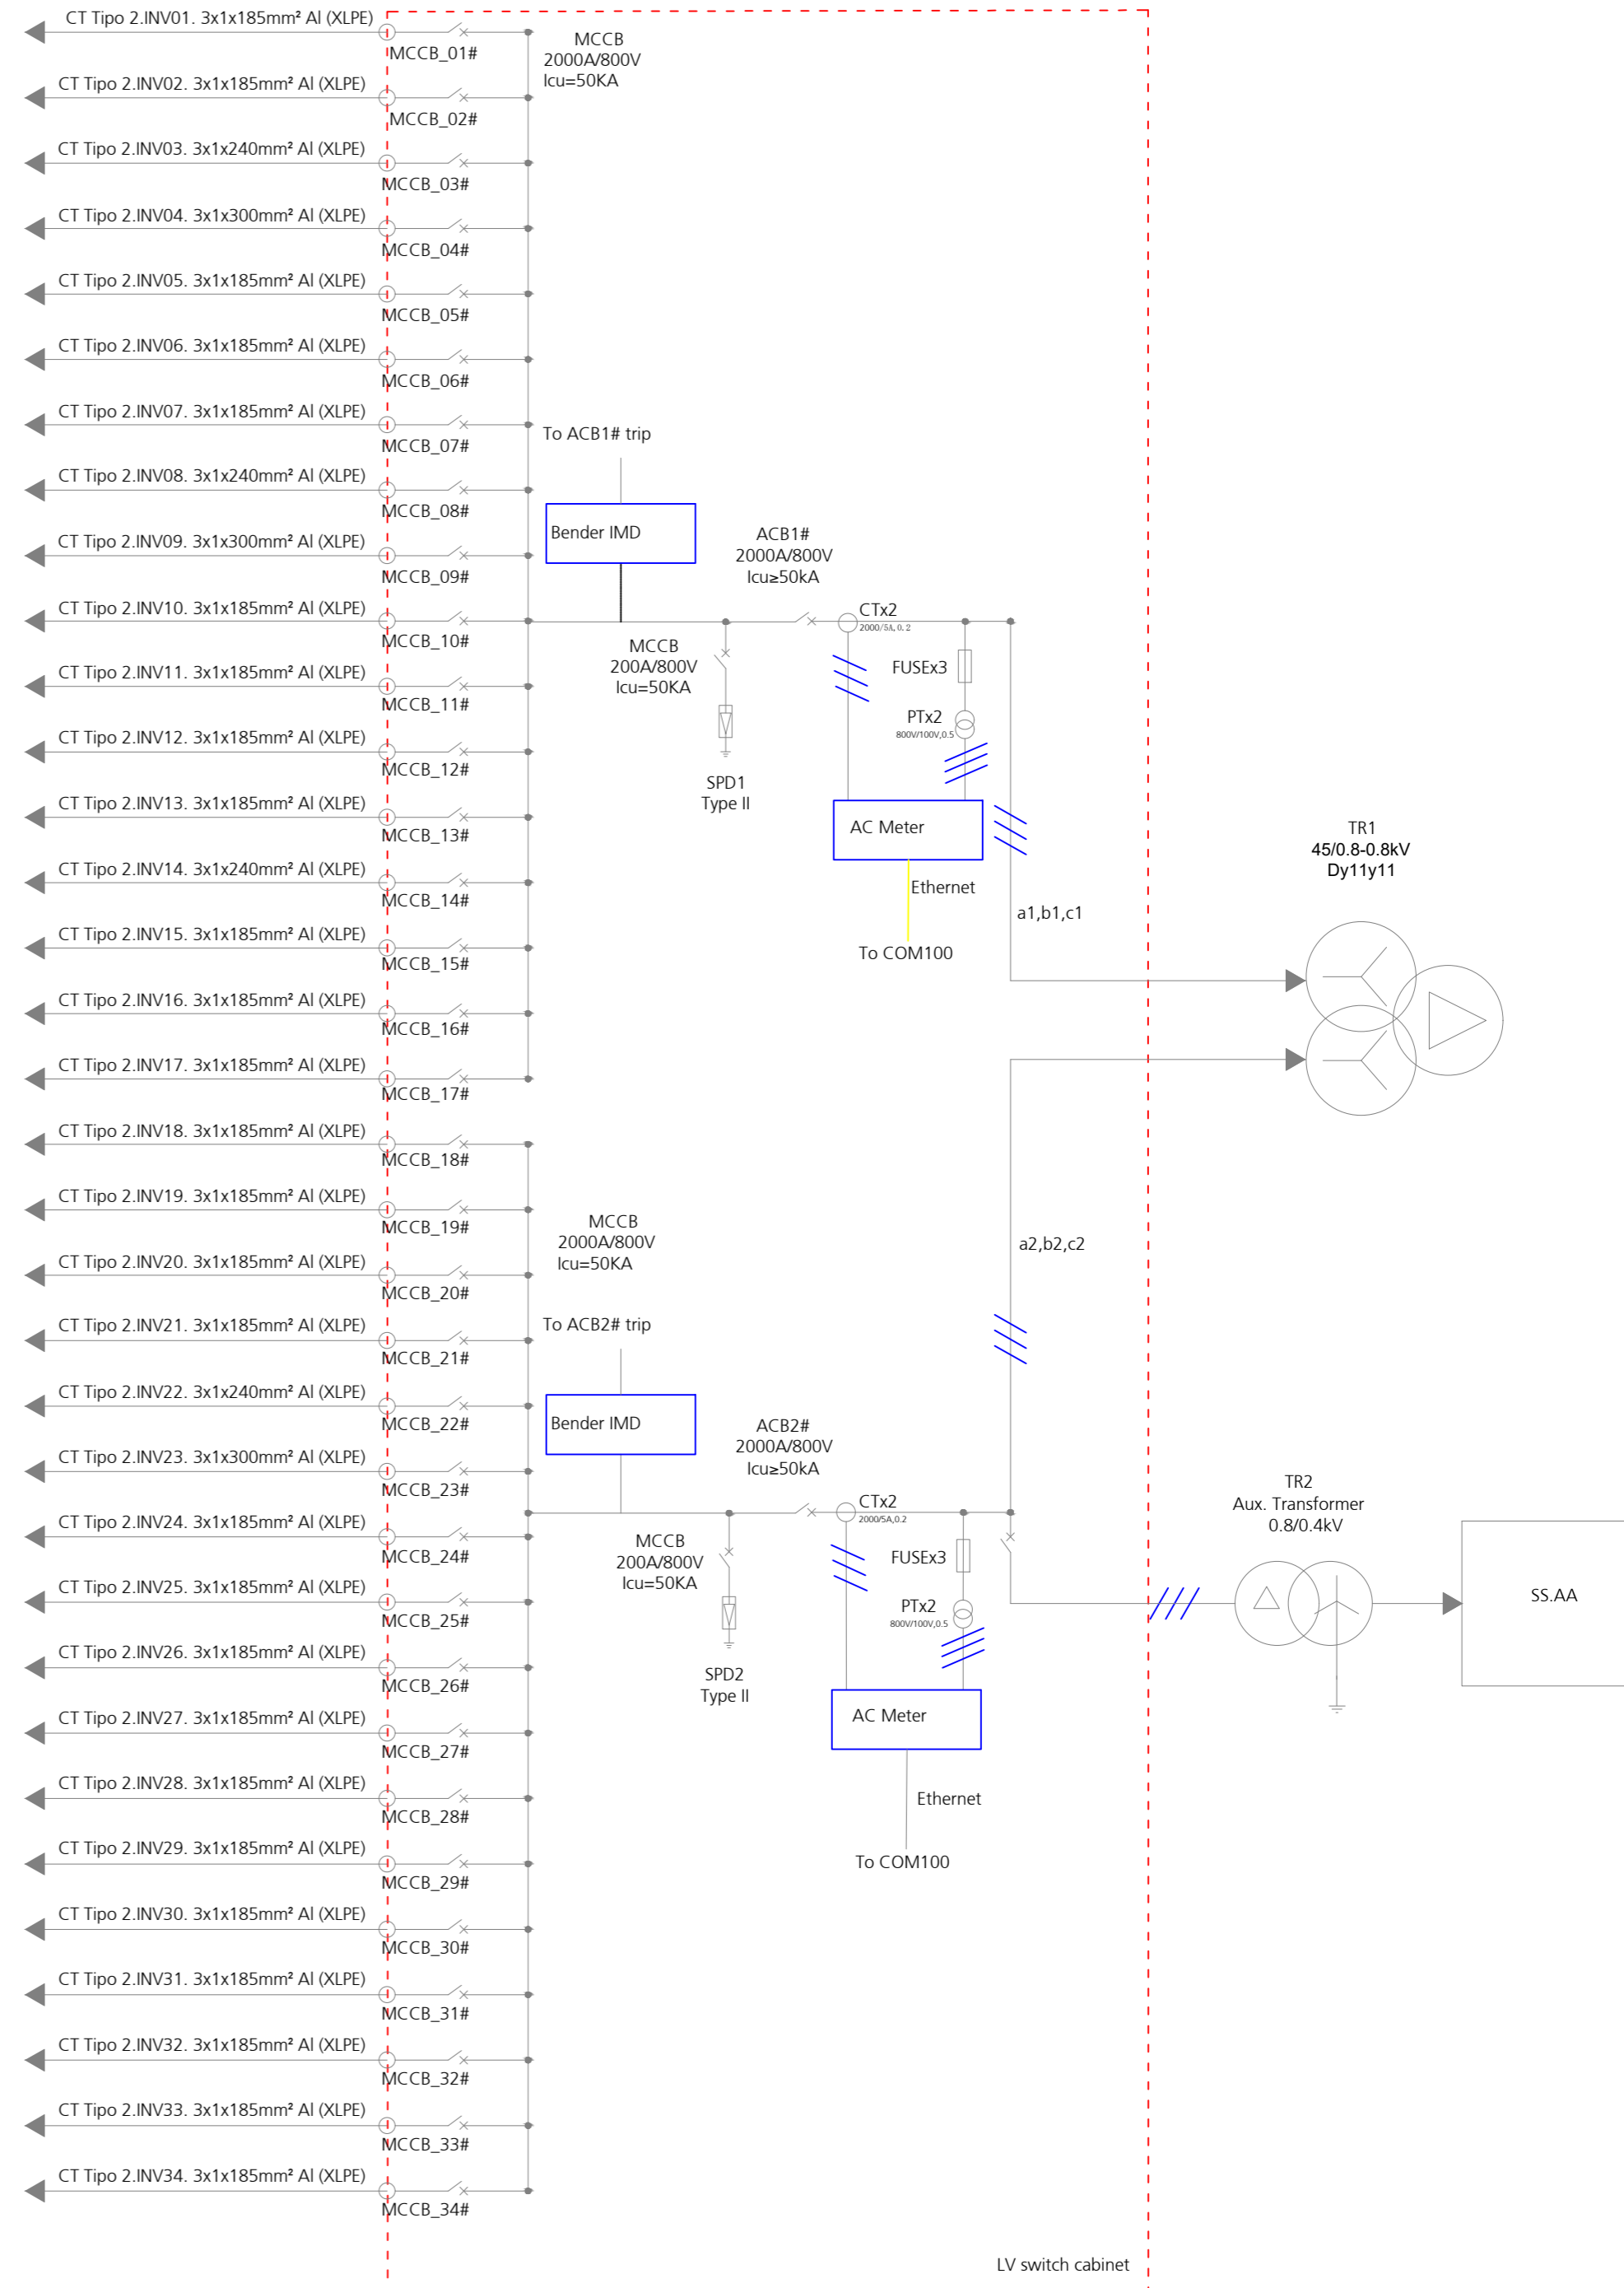 CT Tipo 2.INV01. 3x1x185mm² Al (XLPE)
MCCB_01#
MCCB
2000A/800V
Icu=50KA
CT Tipo 2.INV02. 3x1x185mm² Al (XLPE)
MCCB_02#
CT Tipo 2.INV03. 3x1x240mm² Al (XLPE)
MCCB_03#
CT Tipo 2.INV04. 3x1x300mm² Al (XLPE)
MCCB_04#
CT Tipo 2.INV05. 3x1x185mm² Al (XLPE)
MCCB_05#
CT Tipo 2.INV06. 3x1x185mm² Al (XLPE)
MCCB_06#
CT Tipo 2.INV07. 3x1x185mm² Al (XLPE)
MCCB_07#
To ACB1# trip
CT Tipo 2.INV08. 3x1x240mm² Al (XLPE)
MCCB_08#
Bender IMD
CT Tipo 2.INV09. 3x1x300mm² Al (XLPE)
MCCB_09#
ACB1#
2000A/800V
Icu≥50kA
CT Tipo 2.INV10. 3x1x185mm² Al (XLPE)
MCCB_10#
CTx2
2000/5A,0.2
MCCB
200A/800V
Icu=50KA
FUSEx3
CT Tipo 2.INV11. 3x1x185mm² Al (XLPE)
MCCB_11#
PTx2
800V/100V,0.5
CT Tipo 2.INV12. 3x1x185mm² Al (XLPE)
MCCB_12#
SPD1
Type II
CT Tipo 2.INV13. 3x1x185mm² Al (XLPE)
MCCB_13#
AC Meter
TR1
45/0.8-0.8kV
Dy11y11
CT Tipo 2.INV14. 3x1x240mm² Al (XLPE)
MCCB_14#
Ethernet
a1,b1,c1
CT Tipo 2.INV15. 3x1x185mm² Al (XLPE)
MCCB_15#
To COM100
CT Tipo 2.INV16. 3x1x185mm² Al (XLPE)
MCCB_16#
CT Tipo 2.INV17. 3x1x185mm² Al (XLPE)
MCCB_17#
CT Tipo 2.INV18. 3x1x185mm² Al (XLPE)
MCCB_18#
CT Tipo 2.INV19. 3x1x185mm² Al (XLPE)
MCCB_19#
MCCB
2000A/800V
Icu=50KA
a2,b2,c2
CT Tipo 2.INV20. 3x1x185mm² Al (XLPE)
MCCB_20#
CT Tipo 2.INV21. 3x1x185mm² Al (XLPE)
MCCB_21#
To ACB2# trip
CT Tipo 2.INV22. 3x1x240mm² Al (XLPE)
MCCB_22#
Bender IMD
ACB2#
2000A/800V
Icu≥50kA
CT Tipo 2.INV23. 3x1x300mm² Al (XLPE)
MCCB_23#
TR2
Aux. Transformer
0.8/0.4kV
CTx2
2000/5A,0.2
CT Tipo 2.INV24. 3x1x185mm² Al (XLPE)
MCCB_24#
MCCB
200A/800V
Icu=50KA
FUSEx3
CT Tipo 2.INV25. 3x1x185mm² Al (XLPE)
MCCB_25#
PTx2
800V/100V,0.5
SS.AA
CT Tipo 2.INV26. 3x1x185mm² Al (XLPE)
MCCB_26#
SPD2
Type II
CT Tipo 2.INV27. 3x1x185mm² Al (XLPE)
MCCB_27#
AC Meter
CT Tipo 2.INV28. 3x1x185mm² Al (XLPE)
MCCB_28#
Ethernet
CT Tipo 2.INV29. 3x1x185mm² Al (XLPE)
MCCB_29#
To COM100
CT Tipo 2.INV30. 3x1x185mm² Al (XLPE)
MCCB_30#
CT Tipo 2.INV31. 3x1x185mm² Al (XLPE)
MCCB_31#
CT Tipo 2.INV32. 3x1x185mm² Al (XLPE)
MCCB_32#
CT Tipo 2.INV33. 3x1x185mm² Al (XLPE)
MCCB_33#
CT Tipo 2.INV34. 3x1x185mm² Al (XLPE)
MCCB_34#
LV switch cabinet